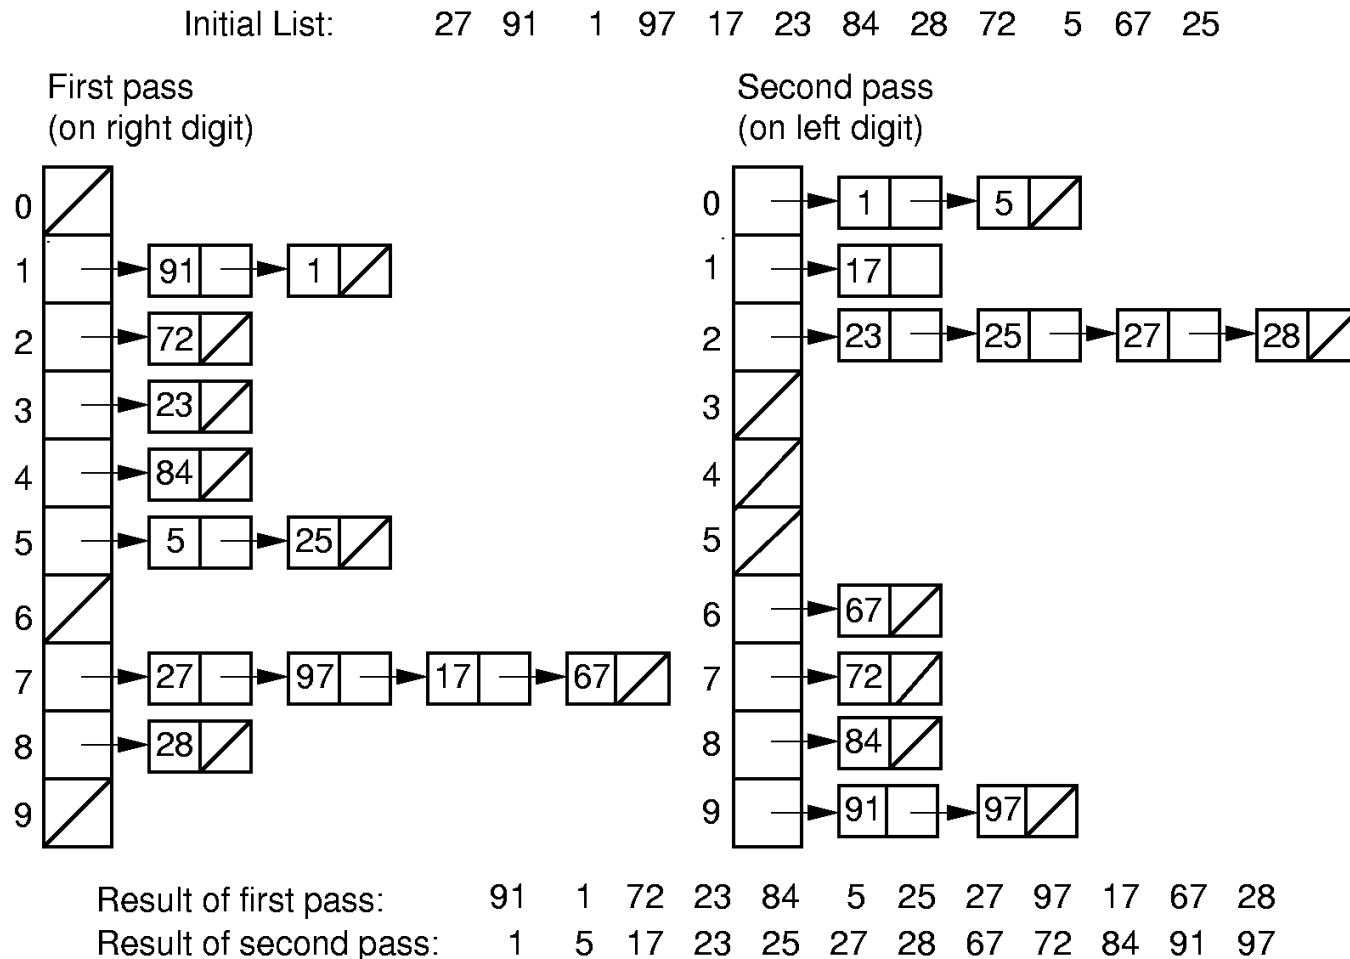 Initial List: 27 91 1 97 17 23 84 28 72 5 67 25
First pass
(on right digit)
0
1 91 1
2 72
3 23
4 84
5 5 25
6
7 27 97 17 67
8 28
9
Second pass
(on left digit)
0 1 5
1 17
2 23 25 27 28
3
4
5
6 67
7 72
8 84
9 91 97
Result of first pass: 91 1 72 23 84 5 25 27 97 17 67 28
Result of second pass: 1 5 17 23 25 27 28 67 72 84 91 97